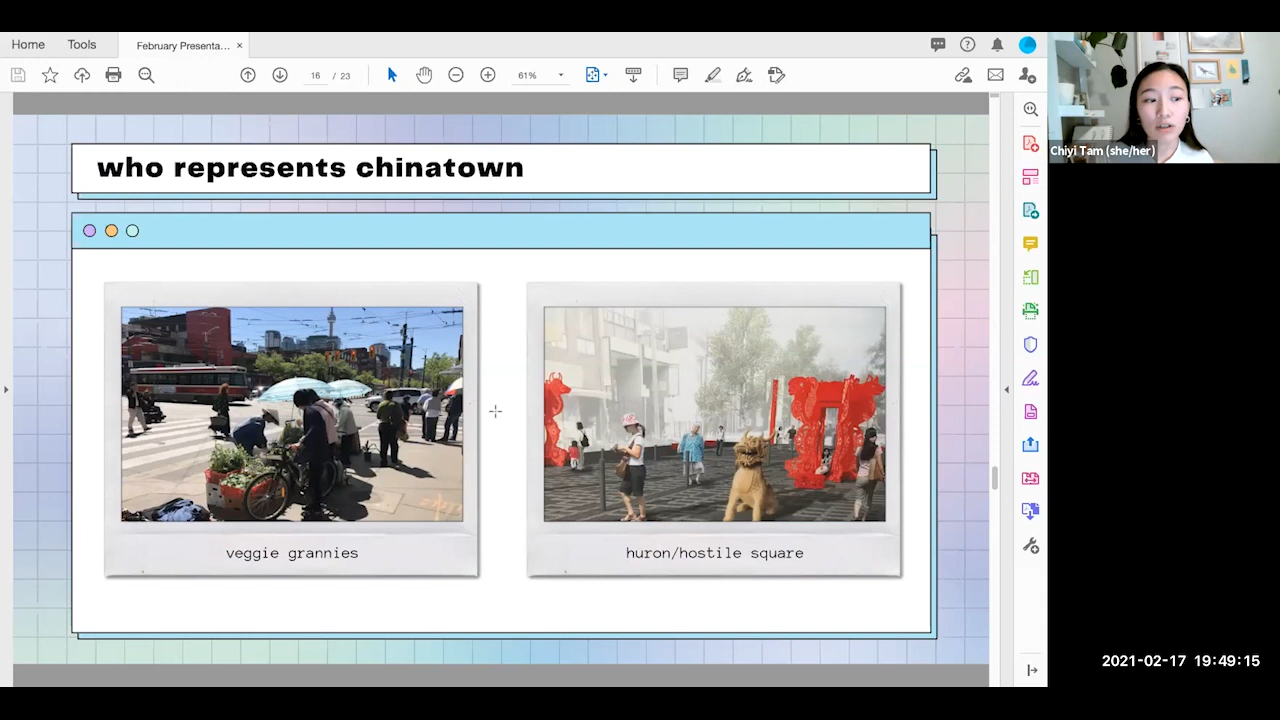 Home
Tools
February Presenta...
16 / 23
61%
who represents chinatown
veggie grannies
huron/hostile square
Chiyi Tam (she/her)
2021-02-17 19:49:15